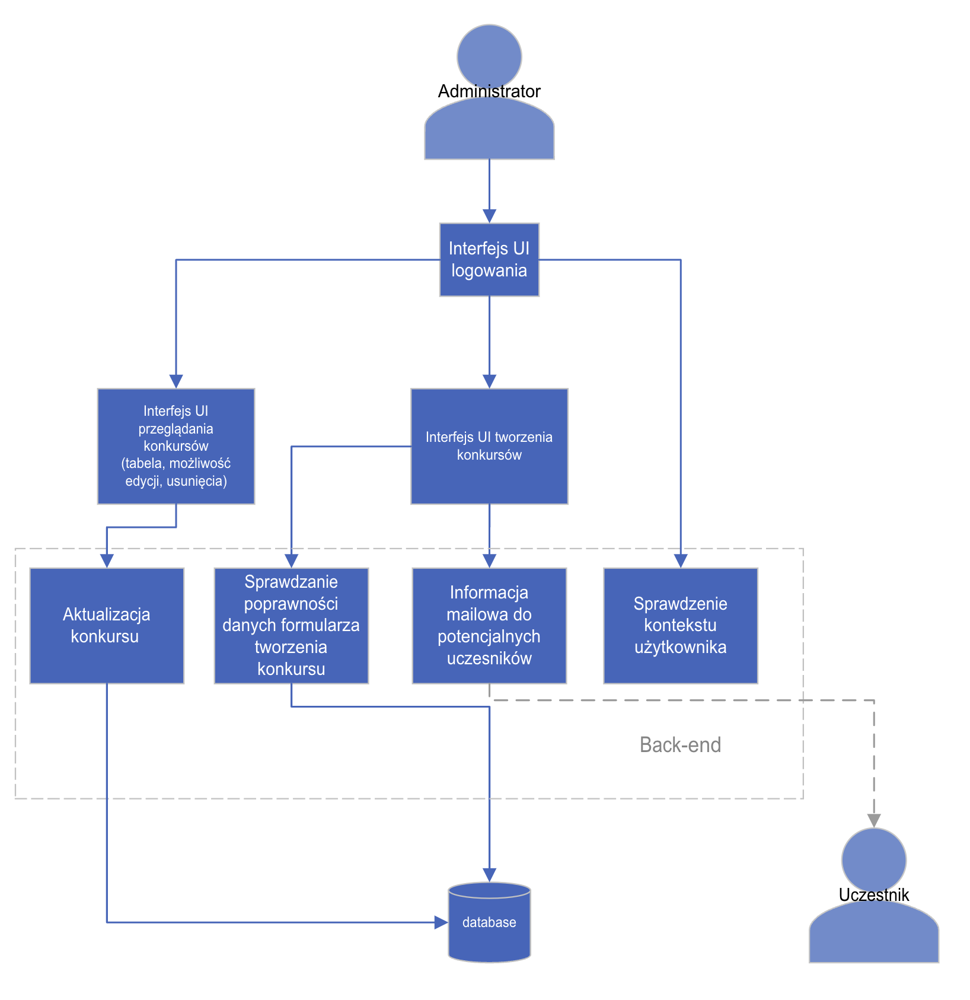 Administrator
Interfejs UI
logowania
Interfejs UI
przeglądania
konkursów
(tabela, możliwość
edycji, usunięcia)
Interfejs UI tworzenia
konkursów
Aktualizacja
konkursu
Sprawdzanie
poprawności
danych formularza
tworzenia
konkursu
Informacja
mailowa do
potencjalnych
uczesników
Sprawdzenie
kontekstu
użytkownika
Back-end
Uczestnik
database